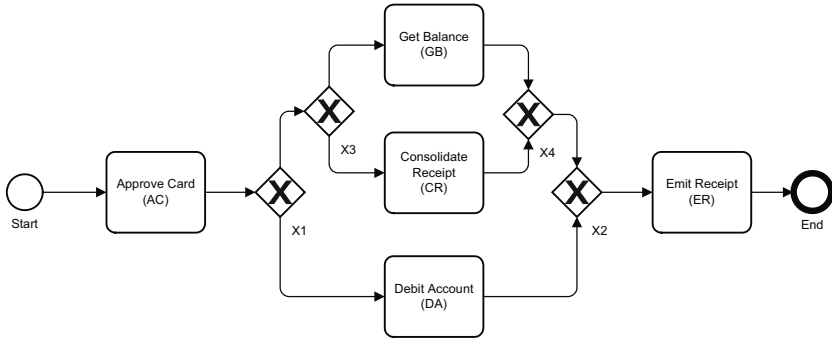 Get Balance
(GB)
X3
X4
Consolidate
Receipt
(CR)
Approve Card
(AC)
Emit Receipt
(ER)
Start
X1
X2
End
Debit Account
(DA)